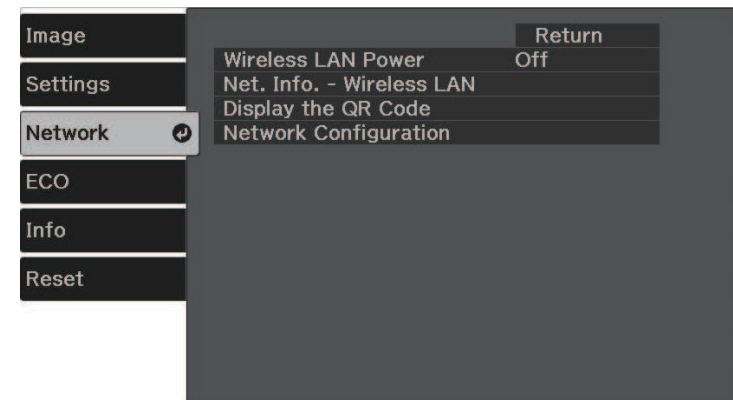 Image
Settings
Network
ECO
Info
Reset
Return
Wireless LAN Power Off
Net. Info. - Wireless LAN
Display the QR Code
Network Configuration